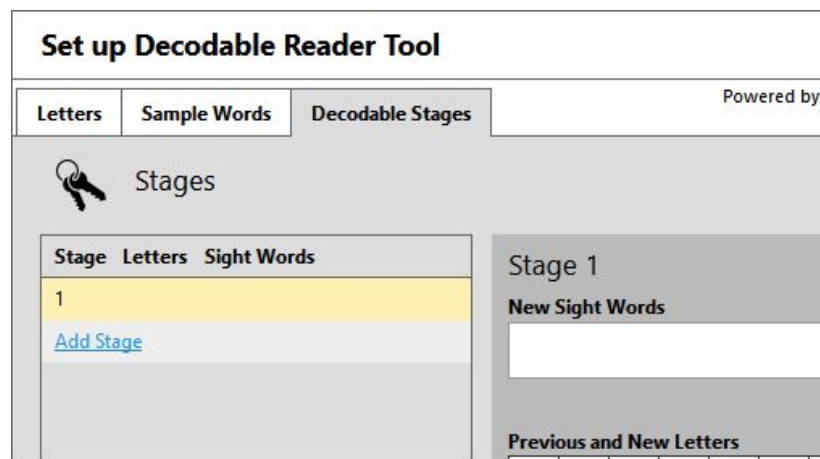 Set up Decodable Reader Tool
Powered by
Letters Sample Words Decodable Stages
Stages
Stage Letters Sight Words
1
Add Stage
Stage 1
New Sight Words
Previous and New Letters